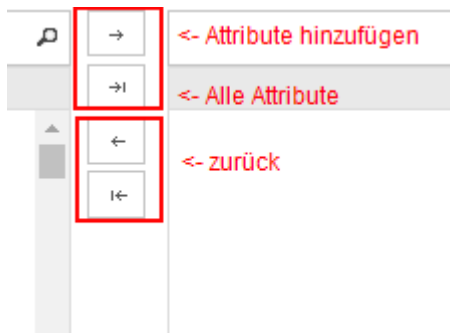 <- Attribute hinzufügen
<- Alle Attribute
<- zurück